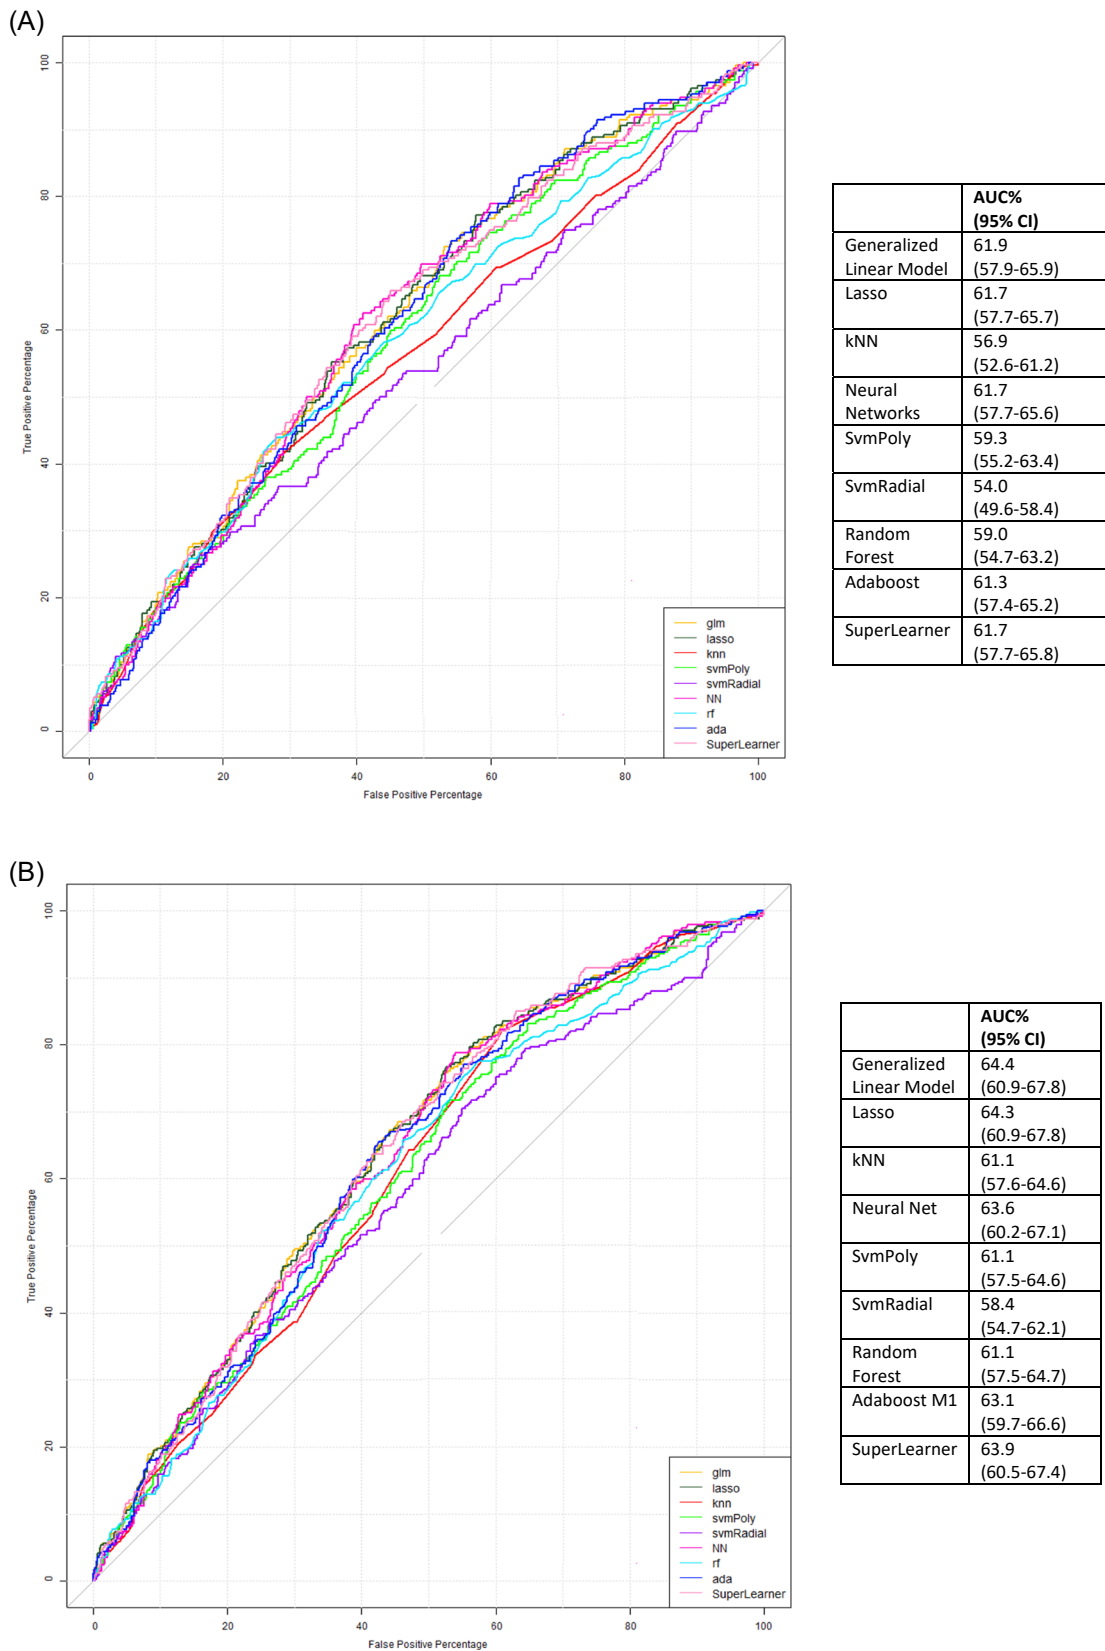 (A)
100
80
60
40
20
0
True Positive Percentage
0 20 40 60 80 100
False Positive Percentage
glm
lasso
knn
svmPoly
svmRadial
NN
rf
ada
SuperLearner
AUC%
(95% CI)
Generalized 61.9
Linear Model (57.9-65.9)
Lasso 61.7
(57.7-65.7)
kNN 56.9
(52.6-61.2)
Neural 61.7
Networks (57.7-65.6)
SvmPoly 59.3
(55.2-63.4)
SvmRadial 54.0
(49.6-58.4)
Random 59.0
Forest (54.7-63.2)
Adaboost 61.3
(57.4-65.2)
SuperLearner 61.7
(57.7-65.8)
(B)
100
80
60
40
20
0
True Positive Percentage
0 20 40 60 80 100
False Positive Percentage
glm
lasso
knn
svmPoly
svmRadial
NN
rf
ada
SuperLearner
AUC%
(95% CI)
Generalized 64.4
Linear Model (60.9-67.8)
Lasso 64.3
(60.9-67.8)
kNN 61.1
(57.6-64.6)
Neural Net 63.6
(60.2-67.1)
SvmPoly 61.1
(57.5-64.6)
SvmRadial 58.4
(54.7-62.1)
Random 61.1
Forest (57.5-64.7)
Adaboost M1 63.1
(59.7-66.6)
SuperLearner 63.9
(60.5-67.4)